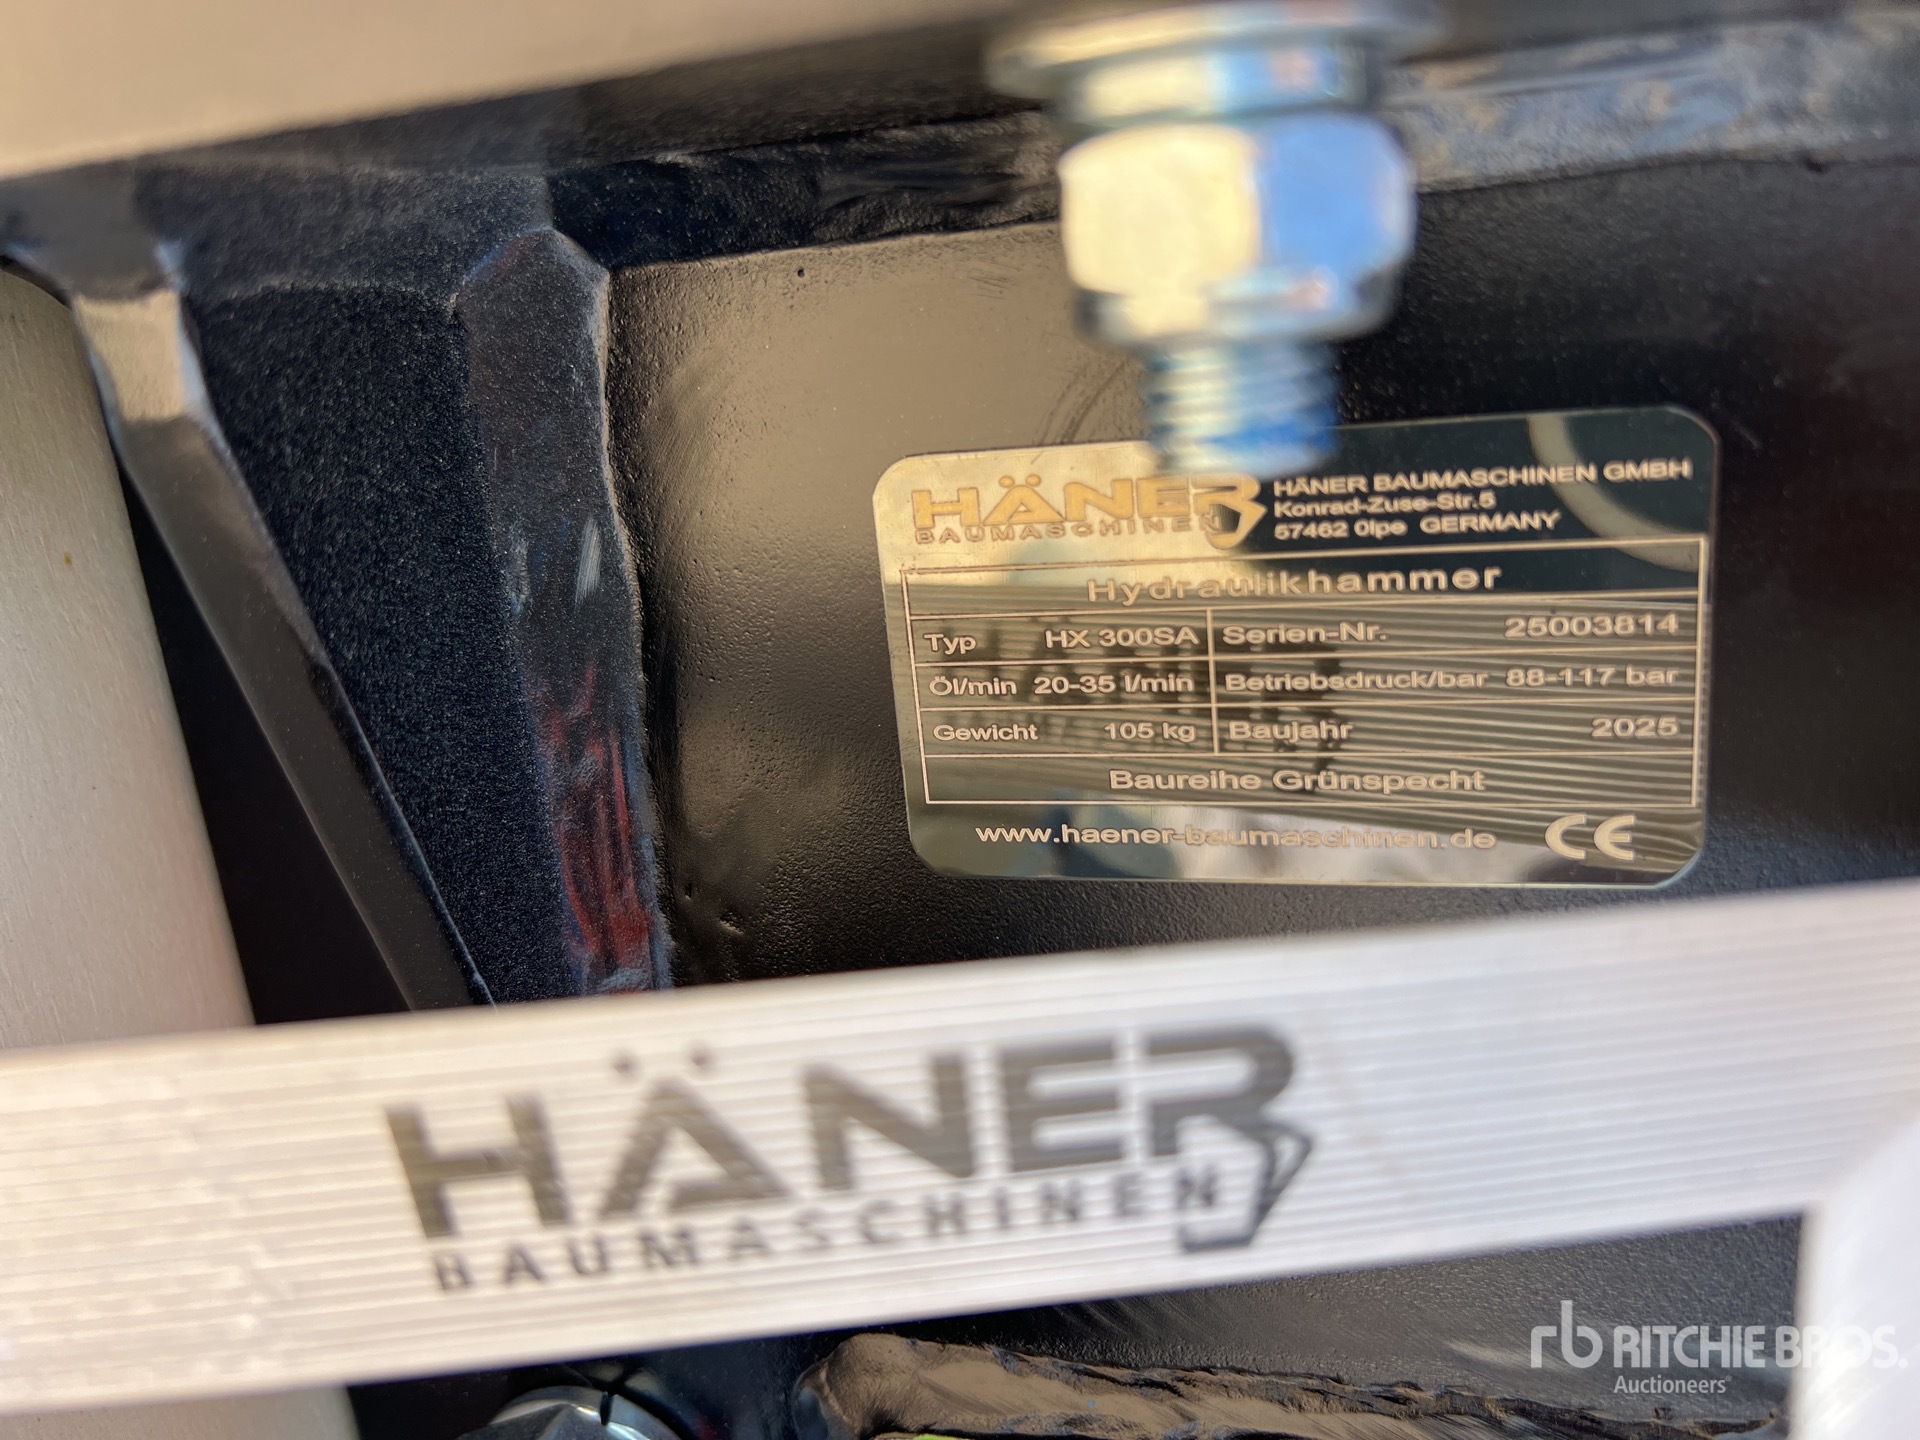 HÄNER
BAUMASCHINEN
HÄNER BAUMASCHINEN GMBH
Konrad-Zuse-Str.5
57462 Olpe GERMANY
Hydraulikhammer
Typ HX 300SA Serien-Nr. 25003814
Öl/min 20-35 l/min Betriebsdruck/bar 88-117 bar
Gewicht 105 kg Baujahr 2025
Baureihe Grünspecht
www.haener-baumaschinen.de CE
HÄNER
BAUMASCHINEN
rb RITCHIE BROS.
Auctioneers